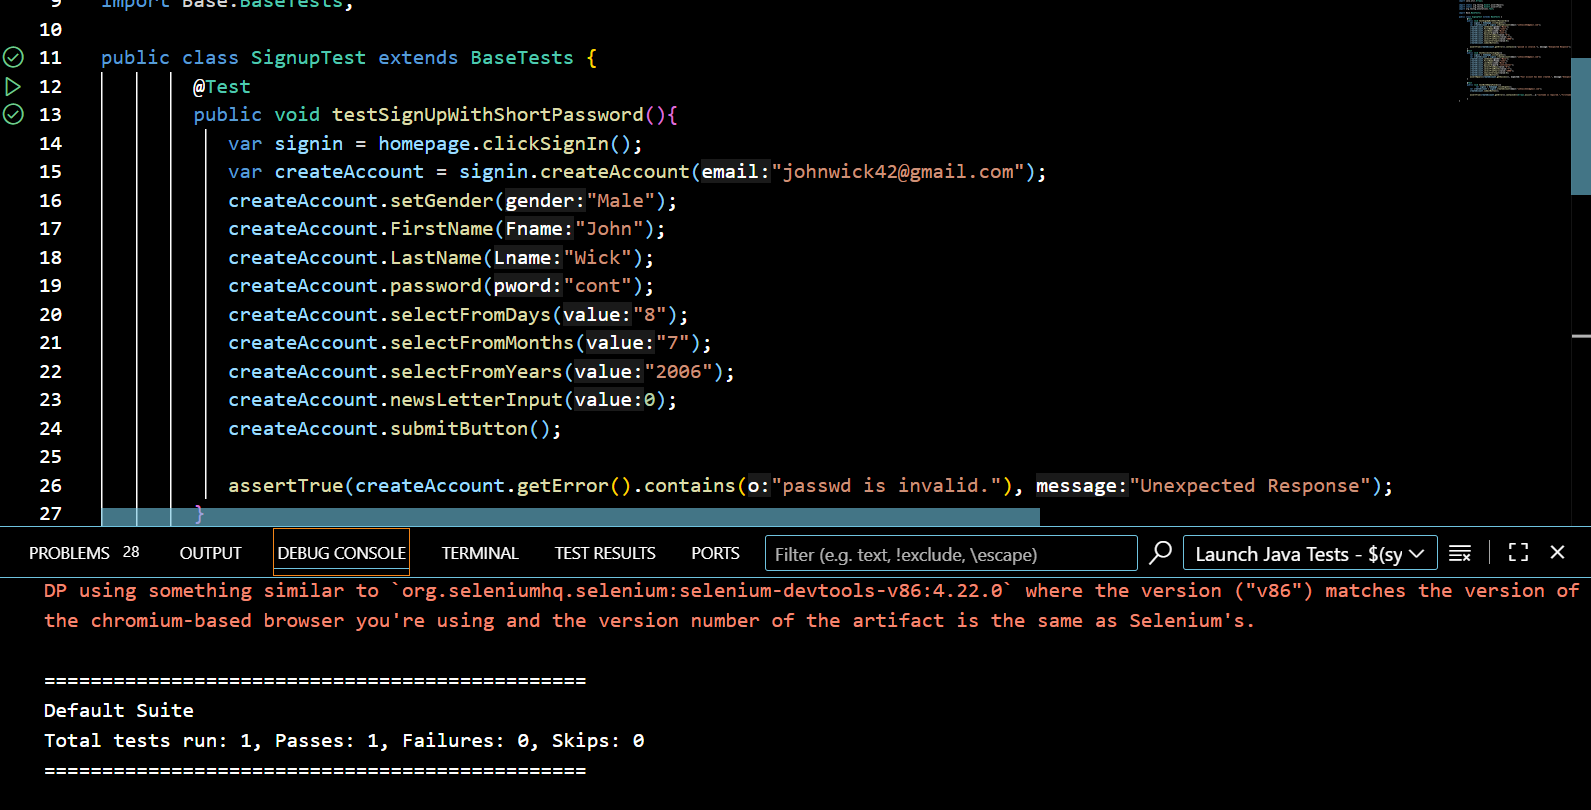 9 import Base.BaseTests;
10
11 public class SignupTest extends BaseTests {
12 @Test
13 public void testSignUpWithShortPassword(){
14 var signin = homepage.clickSignIn();
15 var createAccount = signin.createAccount(email:"johnwick42@gmail.com");
16 createAccount.setGender(gender:"Male");
17 createAccount.FirstName(Fname:"John");
18 createAccount.LastName(Lname:"Wick");
19 createAccount.password(pword:"cont");
20 createAccount.selectFromDays(value:"8");
21 createAccount.selectFromMonths(value:"7");
22 createAccount.selectFromYears(value:"2006");
23 createAccount.newsLetterInput(value:0);
24 createAccount.submitButton();
25
26 assertTrue(createAccount.getError().contains(o:"passwd is invalid."), message:"Unexpected Response");
27 }
PROBLEMS 28 OUTPUT DEBUG CONSOLE TERMINAL TEST RESULTS PORTS Filter (e.g. text, !exclude, \escape) Launch Java Tests - $(sy
DP using something similar to `org.seleniumhq.selenium:selenium-devtools-v86:4.22.0` where the version ("v86") matches the version of
the chromium-based browser you're using and the version number of the artifact is the same as Selenium's.
===============================================
Default Suite
Total tests run: 1, Passes: 1, Failures: 0, Skips: 0
===============================================